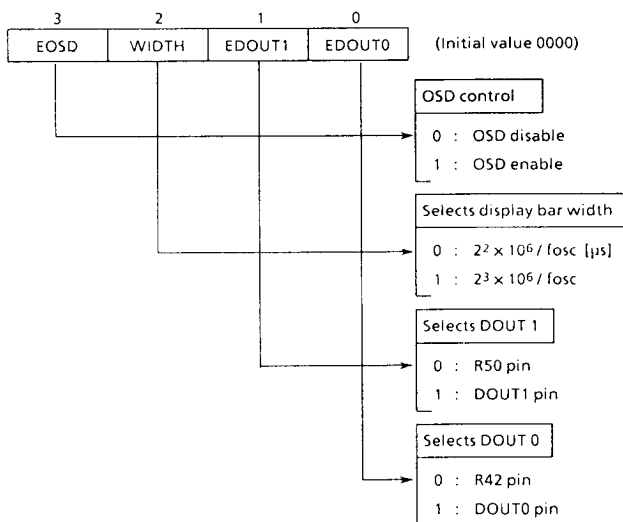 3 2 1 0
EOSD WIDTH EDOUT1 EDOUT0 (Initial value 0000)
OSD control
0 : OSD disable
1 : OSD enable
Selects display bar width
0 : 2² × 10⁶ / fosc [µs]
1 : 2³ × 10⁶ / fosc
Selects DOUT 1
0 : R50 pin
1 : DOUT1 pin
Selects DOUT 0
0 : R42 pin
1 : DOUT0 pin